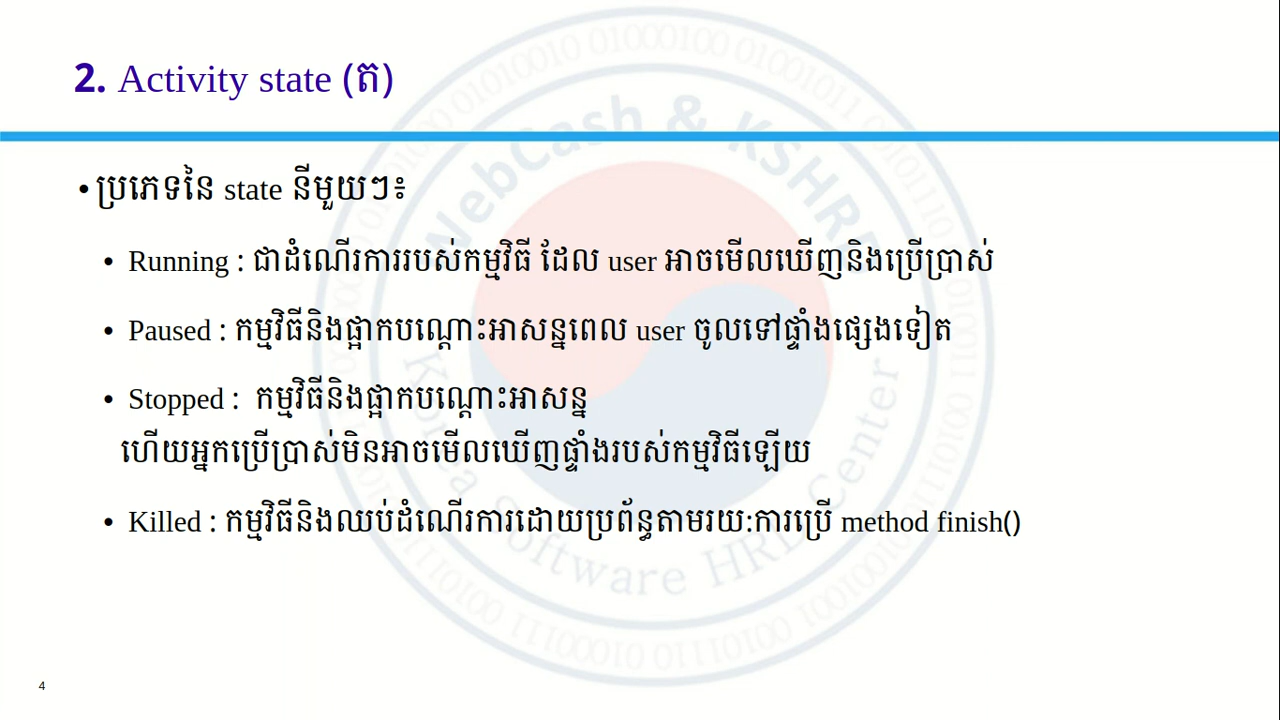 2. Activity state (ត)
• ប្រភេទនៃ state នីមួយៗ៖
• Running : ជាដំណើរការរបស់កម្មវិធី ដែល user អាចមើលឃើញនិងប្រើប្រាស់
• Paused : កម្មវិធីនិងផ្អាកបណ្តោះអាសន្នពេល user ចូលទៅផ្ទាំងផ្សេងទៀត
• Stopped : កម្មវិធីនិងផ្អាកបណ្តោះអាសន្ន
ហើយអ្នកប្រើប្រាស់មិនអាចមើលឃើញផ្ទាំងរបស់កម្មវិធីឡើយ
• Killed : កម្មវិធីនិងឈប់ដំណើរការដោយប្រព័ន្ធតាមរយ:ការប្រើ method finish()
4
NebCash & KSHRD
Korea Software HRD Center